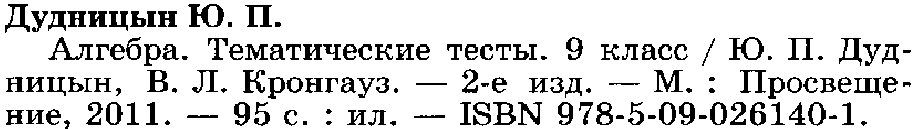 Дудницын Ю. П.
Алгебра. Тематические тесты. 9 класс / Ю. П. Дуд-
ницын, В. Л. Кронгауз. — 2-е изд. — М. : Просвеще-
ние, 2011. — 95 с. : ил. — ISBN 978-5-09-026140-1.